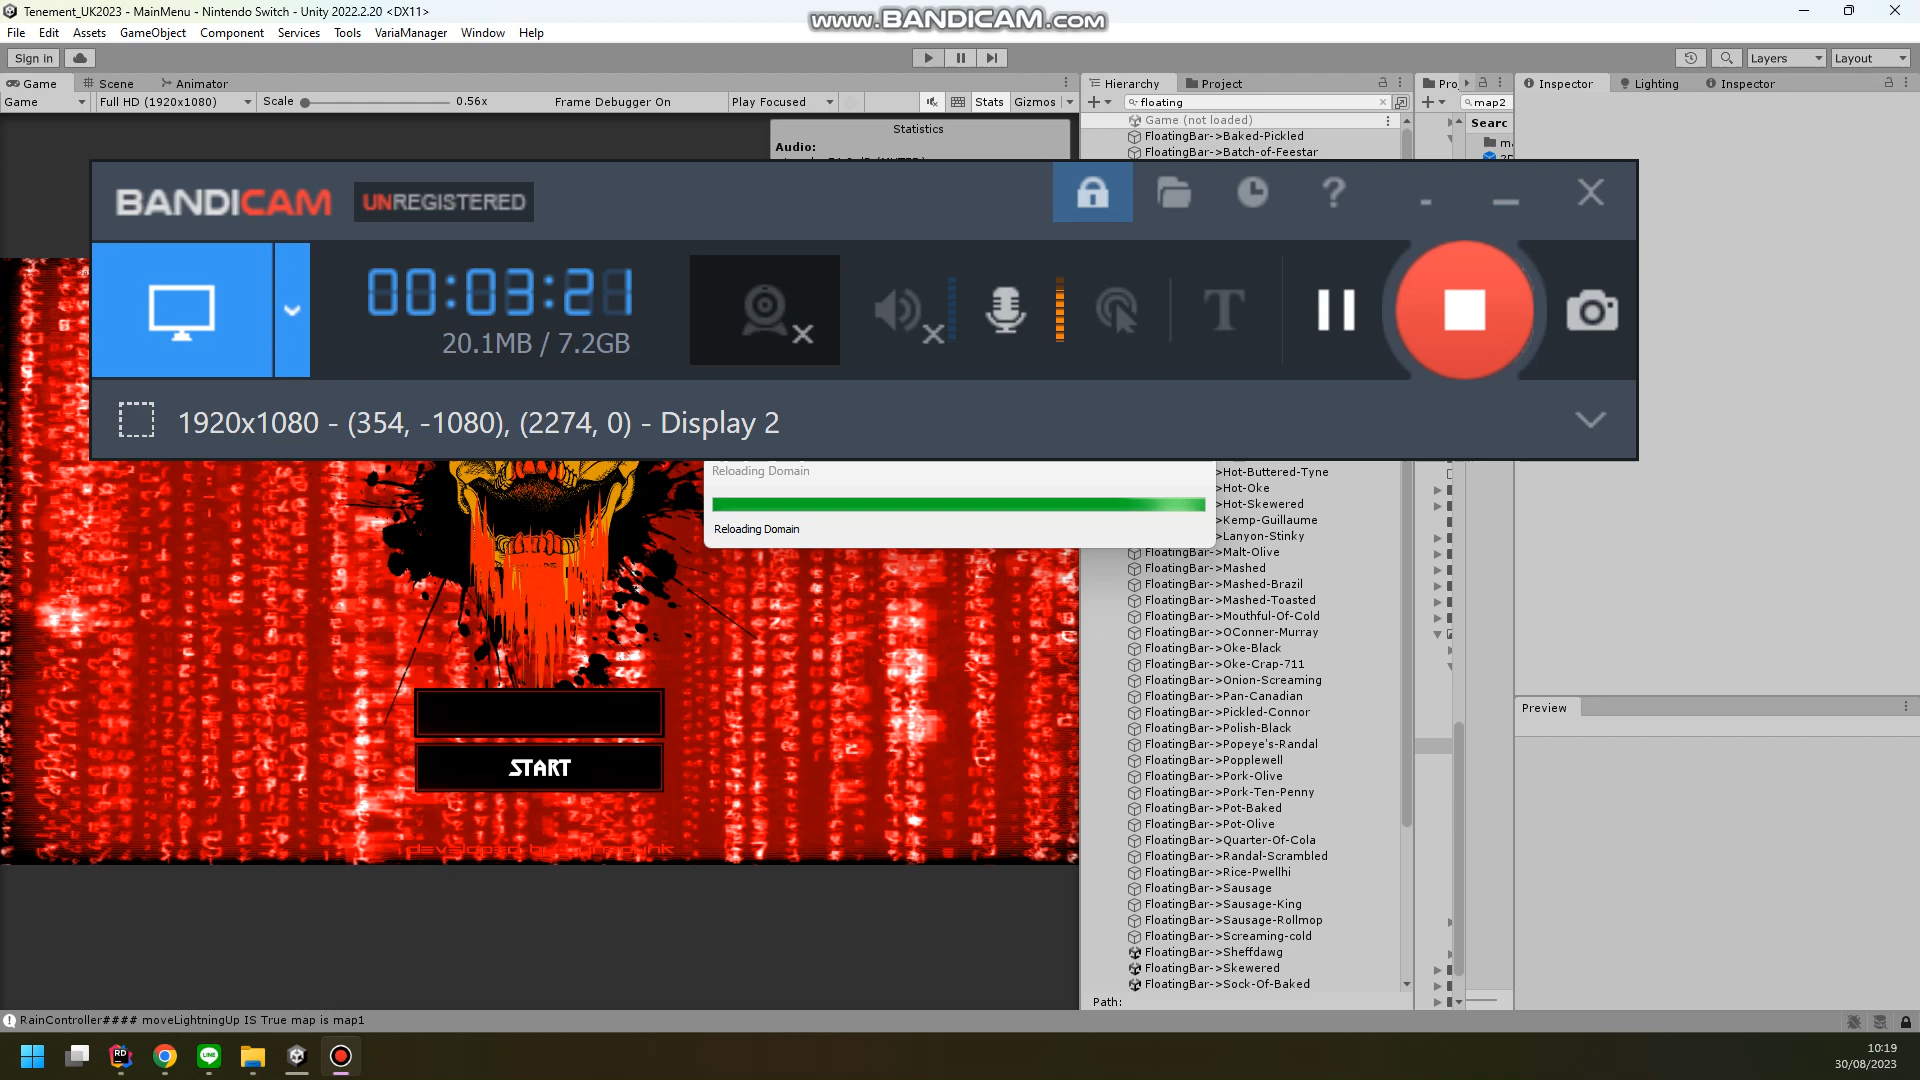 Tenement_UK2023 - MainMenu - Nintendo Switch - Unity 2022.2.20 <DX11>
www.BANDICAM.com
File Edit Assets GameObject Component Services Tools VariaManager Window Help
Sign in
Layers
Layout
Game Scene Animator
Hierarchy Project
Inspector Lighting Inspector
Game Full HD (1920x1080) Scale 0.56x Frame Debugger On Play Focused Stats Gizmos
floating
map2
Statistics
Audio:
Game (not loaded)
FloatingBar->Baked-Pickled
FloatingBar->Batch-of-Feestar
Searc
BANDICAM UNREGISTERED
00:03:21
20.1MB / 7.2GB
1920x1080 - (354, -1080), (2274, 0) - Display 2
Reloading Domain
Reloading Domain
>Hot-Buttered-Tyne
>Hot-Oke
>Hot-Skewered
>Kemp-Guillaume
>Lanyon-Stinky
FloatingBar->Malt-Olive
FloatingBar->Mashed
FloatingBar->Mashed-Brazil
FloatingBar->Mashed-Toasted
FloatingBar->Mouthful-Of-Cold
FloatingBar->OConner-Murray
FloatingBar->Oke-Black
FloatingBar->Oke-Crap-711
FloatingBar->Onion-Screaming
FloatingBar->Pan-Canadian
FloatingBar->Pickled-Connor
FloatingBar->Polish-Black
FloatingBar->Popeye's-Randal
FloatingBar->Popplewell
FloatingBar->Pork-Olive
FloatingBar->Pork-Ten-Penny
FloatingBar->Pot-Baked
FloatingBar->Pot-Olive
FloatingBar->Quarter-Of-Cola
FloatingBar->Randal-Scrambled
FloatingBar->Rice-Pwellhi
FloatingBar->Sausage
FloatingBar->Sausage-King
FloatingBar->Sausage-Rollmop
FloatingBar->Screaming-cold
FloatingBar->Sheffdawg
FloatingBar->Skewered
FloatingBar->Sock-Of-Baked
Path:
Preview
START
developed by
RainController#### moveLightningUp IS True map is map1
10:19
30/08/2023